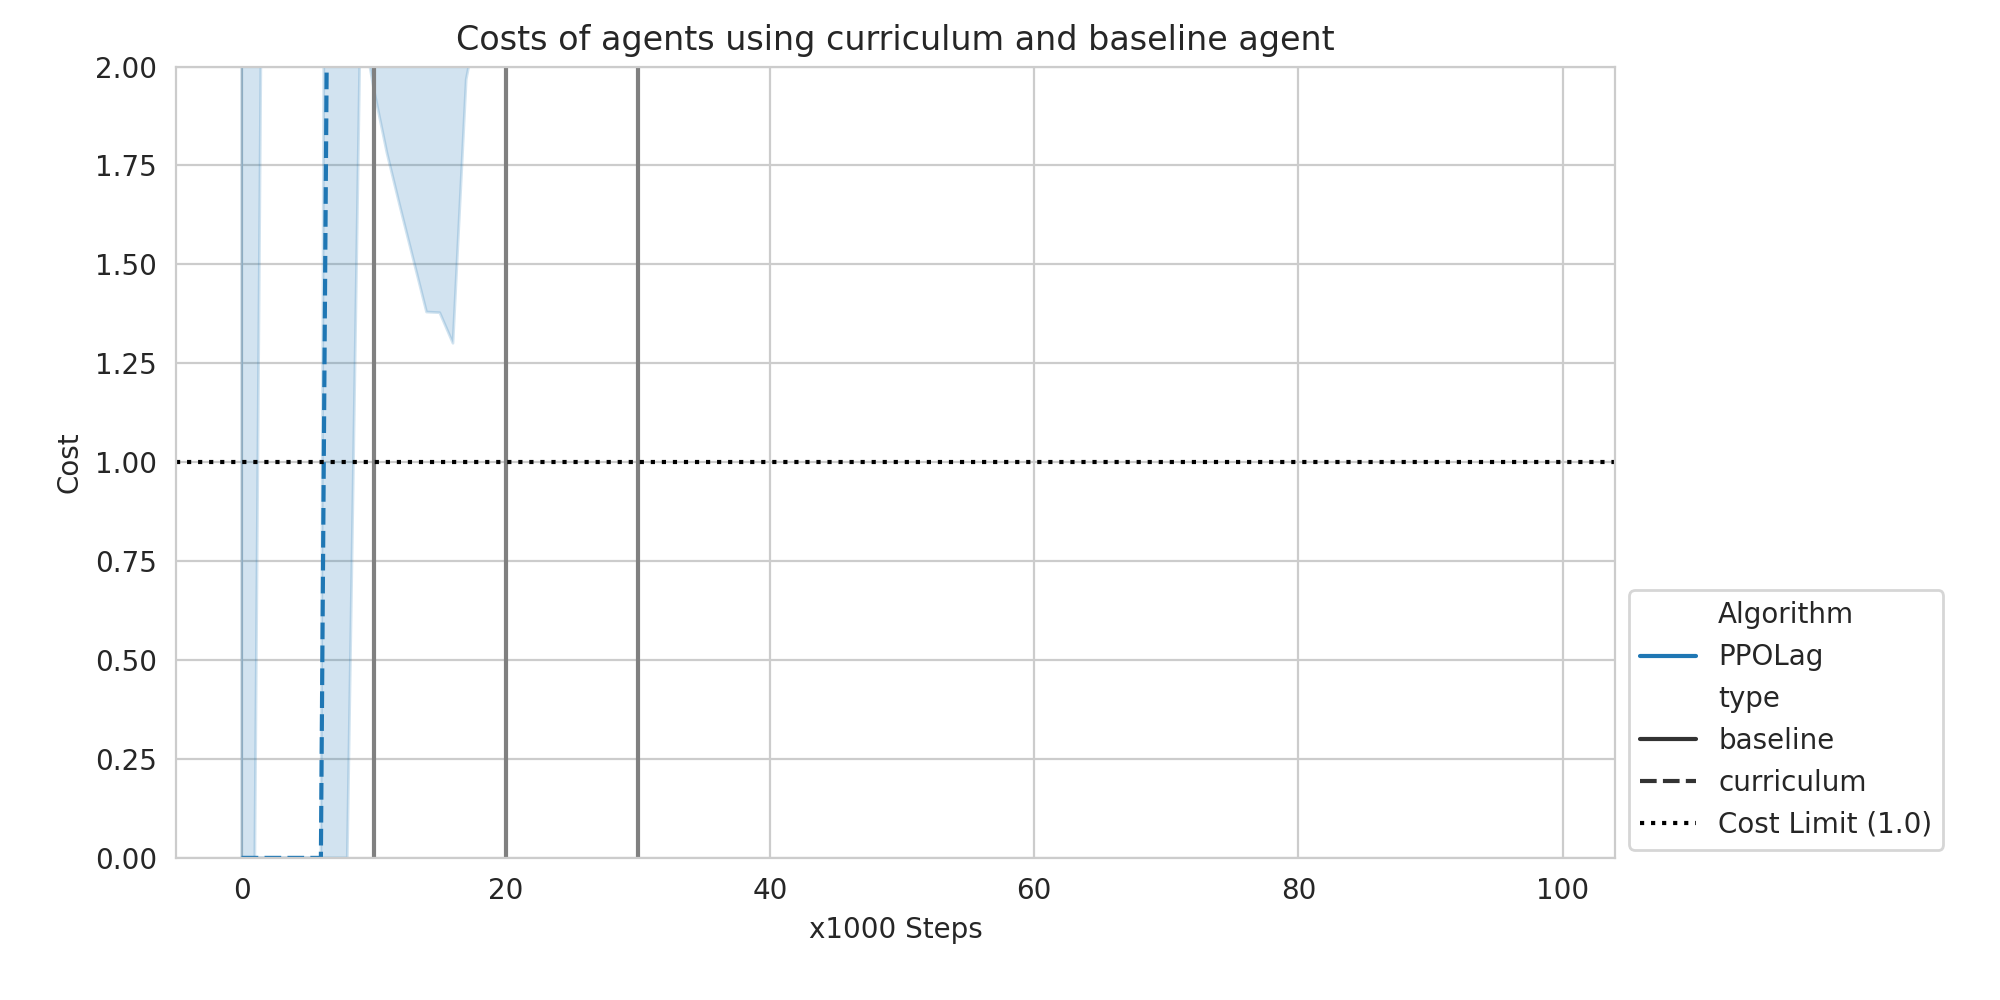 Costs of agents using curriculum and baseline agent
2.00
1.75
1.50
1.25
1.00
0.75
0.50
0.25
0.00
Cost
0
20
40
60
80
100
x1000 Steps
Algorithm
PPOLag
type
baseline
curriculum
Cost Limit (1.0)